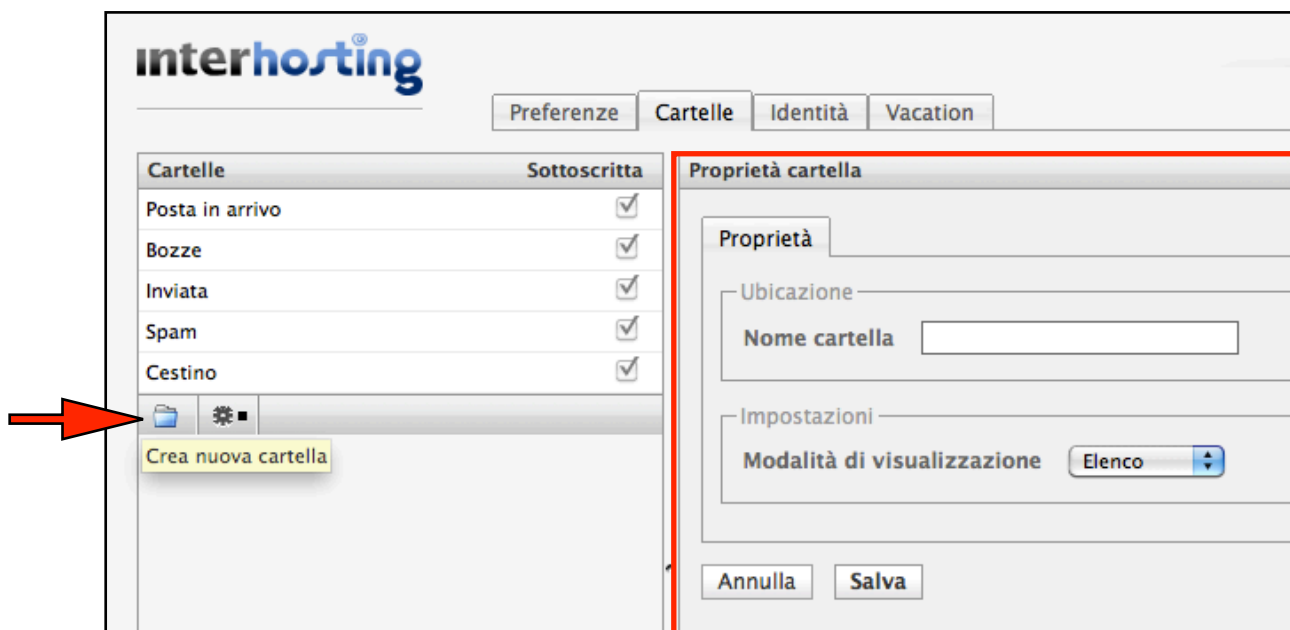 interhosting
Preferenze Cartelle Identità Vacation
Cartelle Sottoscritta
Posta in arrivo
Bozze
Inviata
Spam
Cestino
Crea nuova cartella
Proprietà cartella
Proprietà
Ubicazione
Nome cartella
Impostazioni
Modalità di visualizzazione Elenco
Annulla Salva